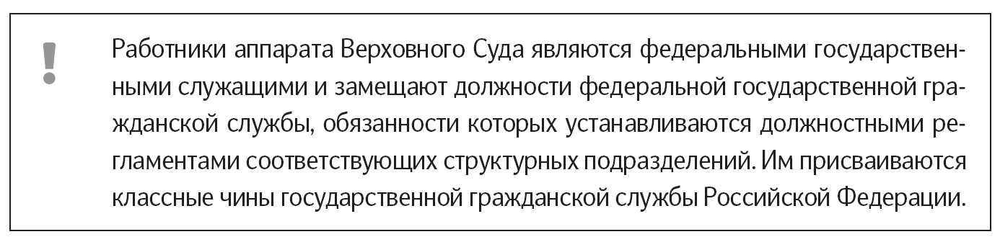 ! Работники аппарата Верховного Суда являются федеральными государствен-
ными служащими и замещают должности федеральной государственной гра-
жданской службы, обязанности которых устанавливаются должностными ре-
гламентами соответствующих структурных подразделений. Им присваиваются
классные чины государственной гражданской службы Российской Федерации.